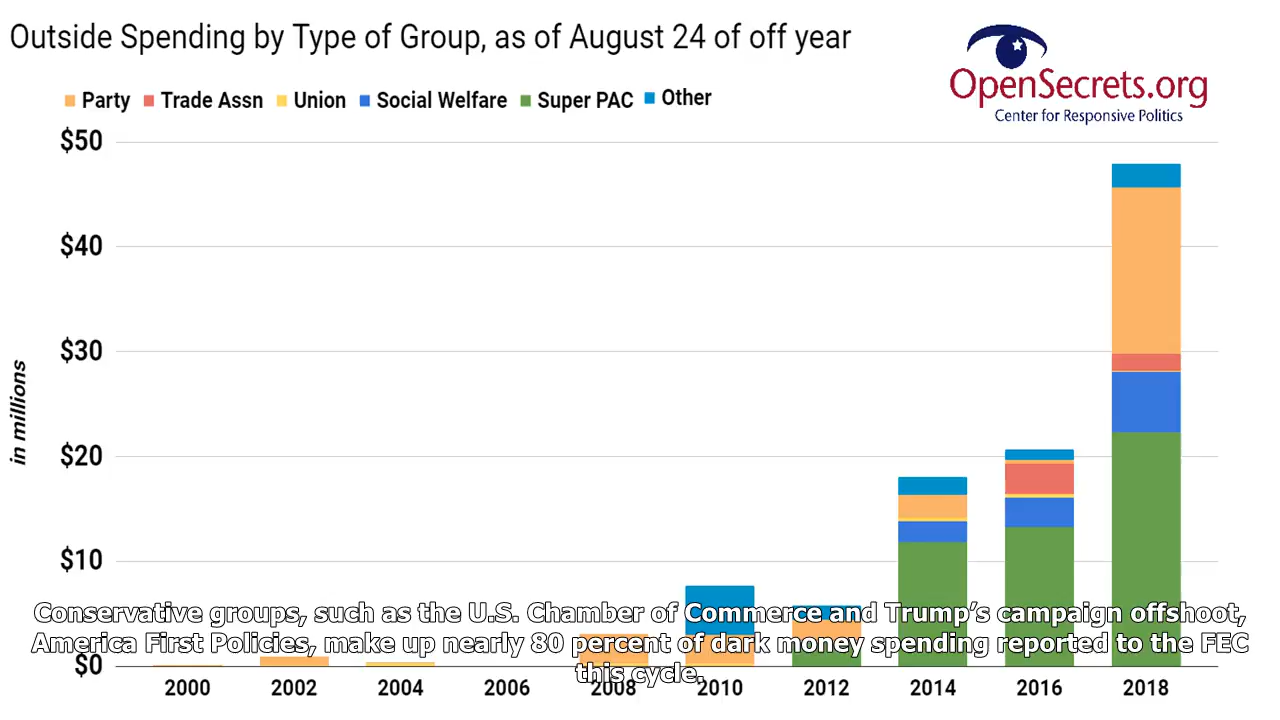 Outside Spending by Type of Group, as of August 24 of off year
OpenSecrets.org
Center for Responsive Politics
Party Trade Assn Union Social Welfare Super PAC Other
$50
$40
$30
$20
$10
$0
in millions
Conservative groups, such as the U.S. Chamber of Commerce and Trump’s campaign offshoot,
America First Policies, make up nearly 80 percent of dark money spending reported to the FEC
this cycle.
2000 2002 2004 2006 2008 2010 2012 2014 2016 2018